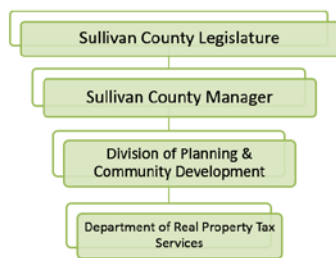 Sullivan County Legislature
Sullivan County Manager
Division of Planning &
Community Development
Department of Real Property Tax
Services